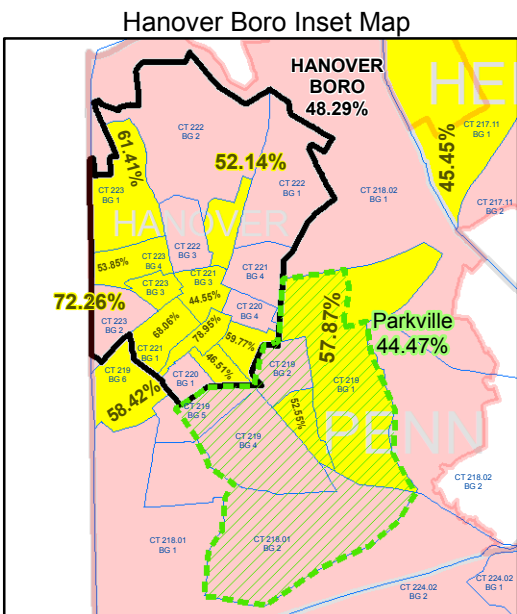 Hanover Boro Inset Map
HANOVER
BORO
48.29%
HE
CT 222
BG 2
61.41%
52.14%
45.45%
CT 217.11
BG 1
CT 223
BG 1
CT 222
BG 1
CT 218.02
BG 1
CT 217.11
BG 2
HANOVER
CT 222
BG 3
53.85%
CT 223
BG 4
CT 221
BG 3
CT 221
BG 4
CT 223
BG 3
44.55%
72.26%
CT 223
BG 2
68.06%
78.95%
CT 220
BG 4
57.87%
Parkville
44.47%
59.77%
CT 221
BG 1
46.51%
CT 219
BG 6
58.42%
CT 220
BG 1
CT 219
BG 2
CT 219
BG 1
CT 219
BG 5
52.55%
PENN
CT 219
BG 4
CT 218.02
BG 2
CT 218.01
BG 1
CT 218.01
BG 2
CT 224.02
BG 2
CT 224.02
BG 1